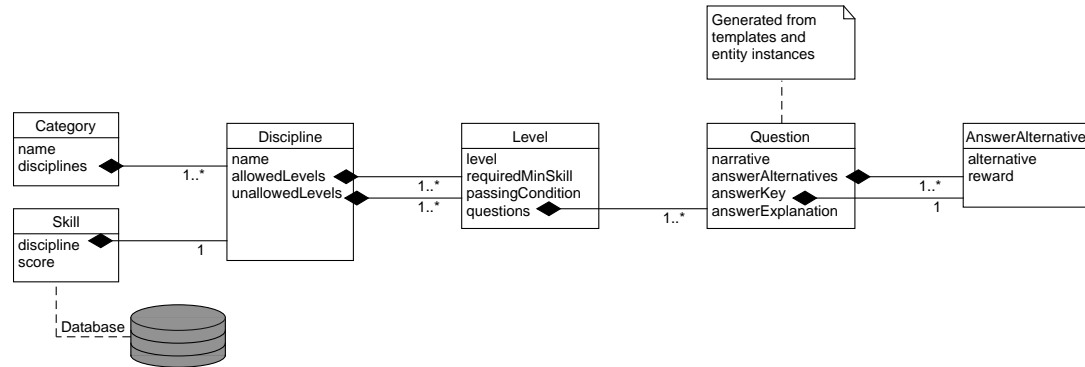 Generated from
templates and
entity instances
Category
name
disciplines
1..*
Skill
discipline
score
1
Database
Discipline
name
allowedLevels
unallowedLevels
1..*
1..*
Level
level
requiredMinSkill
passingCondition
questions
1..*
Question
narrative
answerAlternatives
answerKey
answerExplanation
1..*
1
AnswerAlternative
alternative
reward